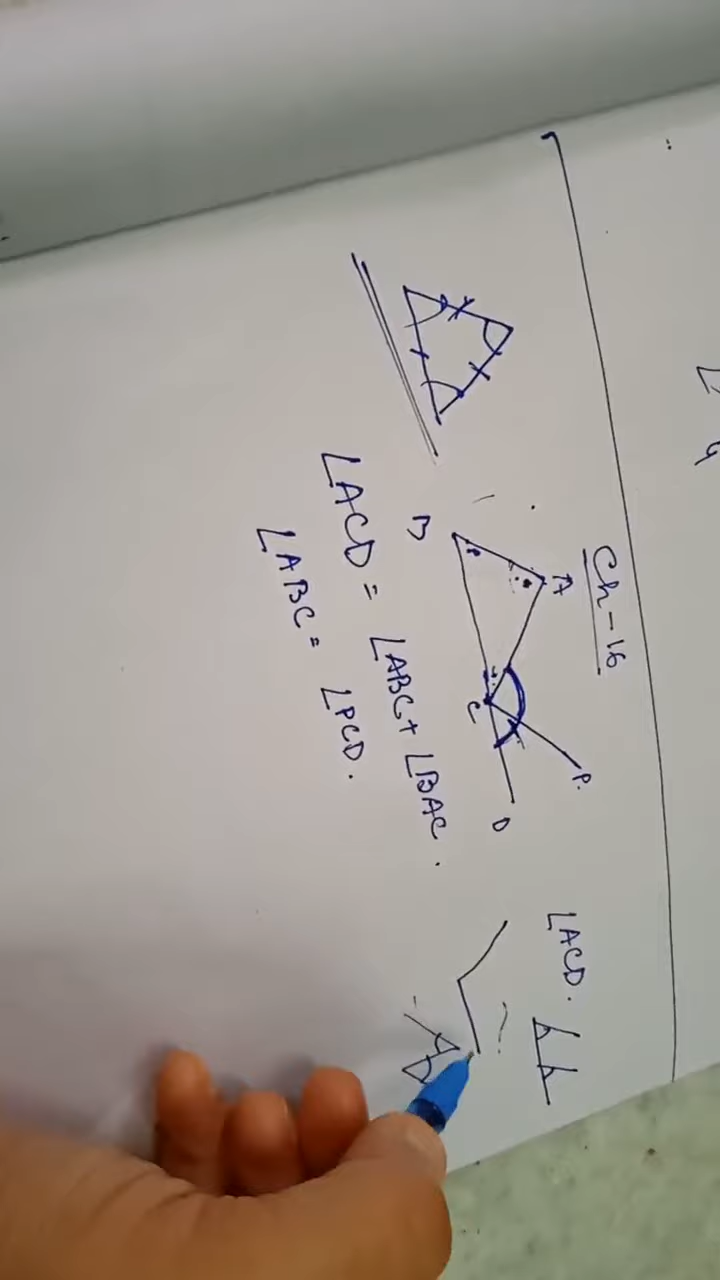 Ch-16
A
B
C
D
P.
∠ACD = ∠ABC + ∠BAC.
∠ABC = ∠PCD.
∠ACD.